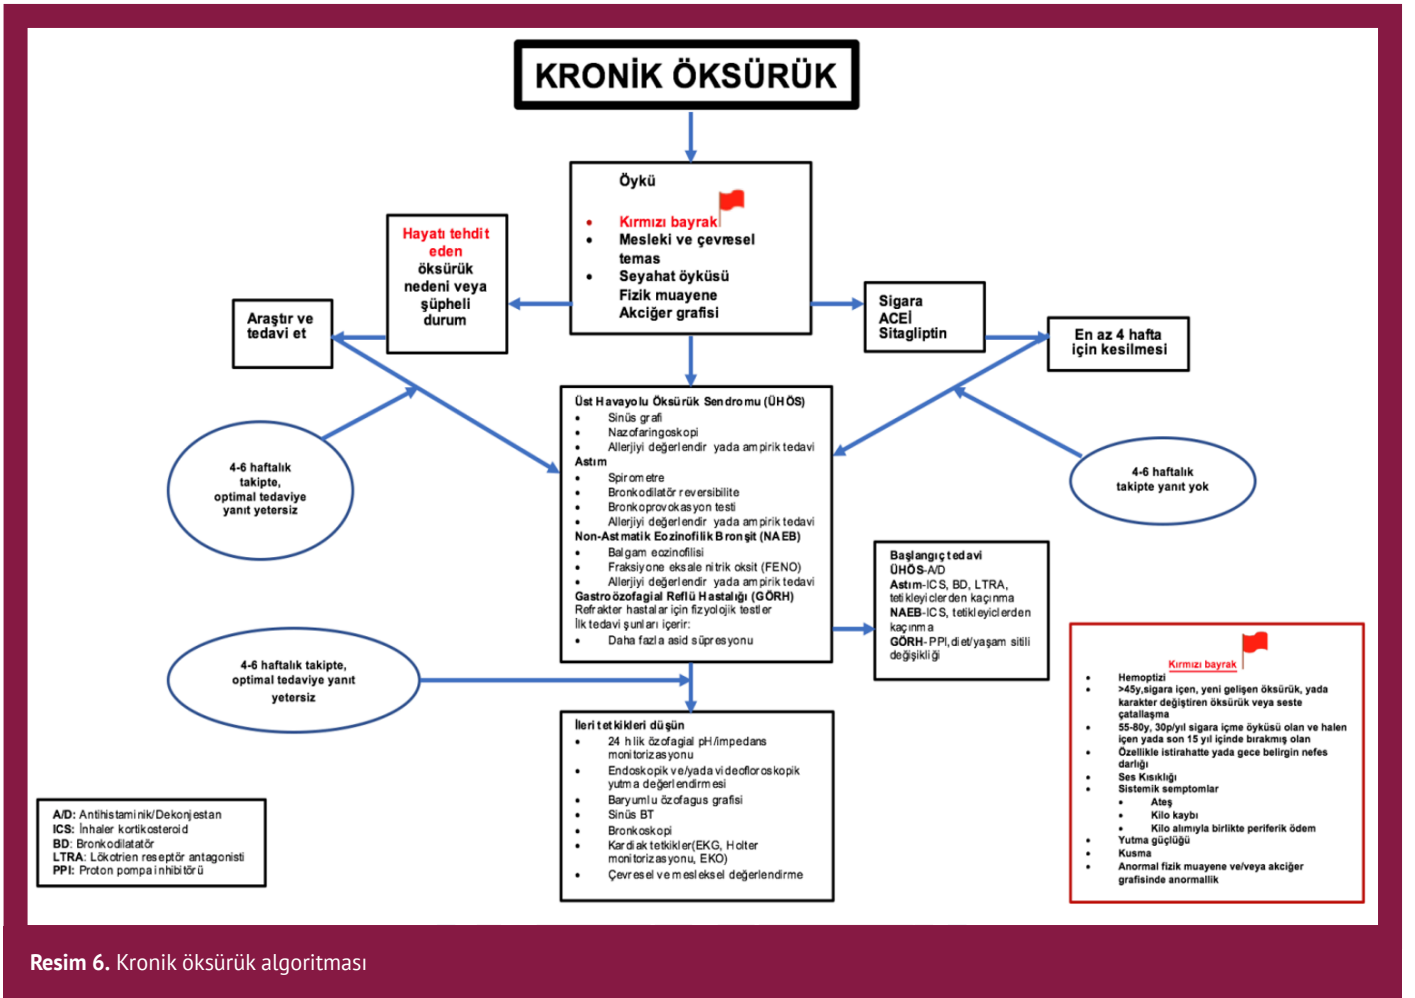 KRONİK ÖKSÜRÜK
Öykü
• Kırmızı bayrak
• Mesleki ve çevresel
temas
• Seyahat öyküsü
Fizik muayene
Akciğer grafisi
Hayatı tehdit
eden
öksürük
nedeni veya
şüpheli
durum
Araştır ve
tedavi et
Sigara
ACEİ
Sitagliptin
En az 4 hafta
için kesilmesi
4-6 haftalık
takipte,
optimal tedaviye
yanıt yetersiz
4-6 haftalık
takipte yanıt yok
Üst Havayolu Öksürük Sendromu (ÜHÖS)
• Sinüs grafi
• Nazofaringoskopi
• Allerjiyi değerlendir yada ampirik tedavi
Astım
• Spirometre
• Bronkodilatör reversibilite
• Bronkoprovokasyon testi
• Allerjiyi değerlendir yada ampirik tedavi
Non-Astmatik Eozinofilik Bronşit (NAEB)
• Balgam eozinofilisi
• Fraksiyone eksale nitrik oksit (FENO)
• Allerjiyi değerlendir yada ampirik tedavi
Gastroözofagial Reflü Hastalığı (GÖRH)
Refrakter hastalar için fizyolojik testler
İlk tedavi şunları içerir:
• Daha fazla asid süpresyonu
Başlangıç tedavi
ÜHÖS-A/D
Astım-ICS, BD, LTRA,
tetikleyiclerden kaçınma
NAEB-ICS, tetikleyiclerden
kaçınma
GÖRH- PPI,diet/yaşam sitili
değişikliği
4-6 haftalık takipte,
optimal tedaviye yanıt
yetersiz
İleri tetkikleri düşün
• 24 h lik özofagial pH/impedans
monitorizasyonu
• Endoskopik ve/yada videofloroskopik
yutma değerlendirmesi
• Baryumlu özofagus grafisi
• Sinüs BT
• Bronkoskopi
• Kardiak tetkikler(EKG, Holter
monitorizasyonu, EKO)
• Çevresel ve mesleksel değerlendirme
Kırmızı bayrak
• Hemoptizi
• >45y,sigara içen, yeni gelişen öksürük, yada
karakter değiştiren öksürük veya seste
çatallaşma
• 55-80y, 30p/yıl sigara içme öyküsü olan ve halen
içen yada son 15 yıl içinde bırakmış olan
• Özellikle istirahatte yada gece belirgin nefes
darlığı
• Ses Kısıklığı
• Sistemik semptomlar
• Ateş
• Kilo kaybı
• Kilo alımıyla birlikte periferik ödem
• Yutma güçlüğü
• Kusma
• Anormal fizik muayene ve/veya akciğer
grafisinde anormallik
A/D: Antihistaminik/Dekonjestan
ICS: İnhaler kortikosteroid
BD: Bronkodilatatör
LTRA: Lökotrien reseptör antagonisti
PPI: Proton pompa inhibitörü
Resim 6. Kronik öksürük algoritması